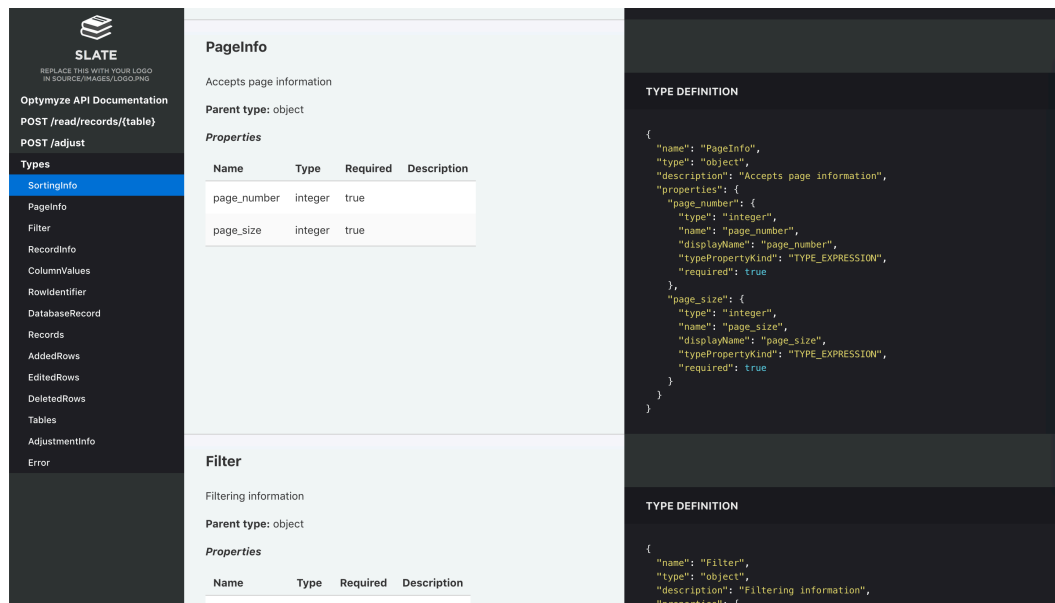 SLATE
REPLACE THIS WITH YOUR LOGO
IN SOURCE/IMAGES/LOGO.PNG
Optymyze API Documentation
POST /read/records/{table}
POST /adjust
Types
SortingInfo
PageInfo
Filter
RecordInfo
ColumnValues
RowIdentifier
DatabaseRecord
Records
AddedRows
EditedRows
DeletedRows
Tables
AdjustmentInfo
Error
PageInfo
Accepts page information
Parent type: object
Properties
Name Type Required Description
page_number integer true
page_size integer true
Filter
Filtering information
Parent type: object
Properties
Name Type Required Description
TYPE DEFINITION
{
"name": "PageInfo",
"type": "object",
"description": "Accepts page information",
"properties": {
"page_number": {
"type": "integer",
"name": "page_number",
"displayName": "page_number",
"typePropertyKind": "TYPE_EXPRESSION",
"required": true
},
"page_size": {
"type": "integer",
"name": "page_size",
"displayName": "page_size",
"typePropertyKind": "TYPE_EXPRESSION",
"required": true
}
}
}
TYPE DEFINITION
{
"name": "Filter",
"type": "object",
"description": "Filtering information",
"properties": {